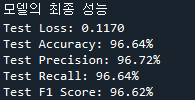 모델의 최종 성능
Test Loss: 0.1170
Test Accuracy: 96.64%
Test Precision: 96.72%
Test Recall: 96.64%
Test F1 Score: 96.62%